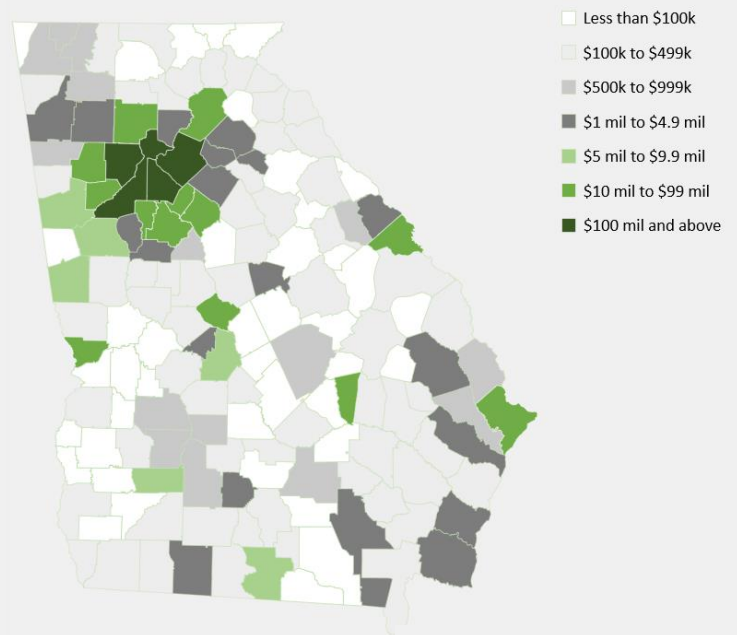 Less than $100k
$100k to $499k
$500k to $999k
$1 mil to $4.9 mil
$5 mil to $9.9 mil
$10 mil to $99 mil
$100 mil and above